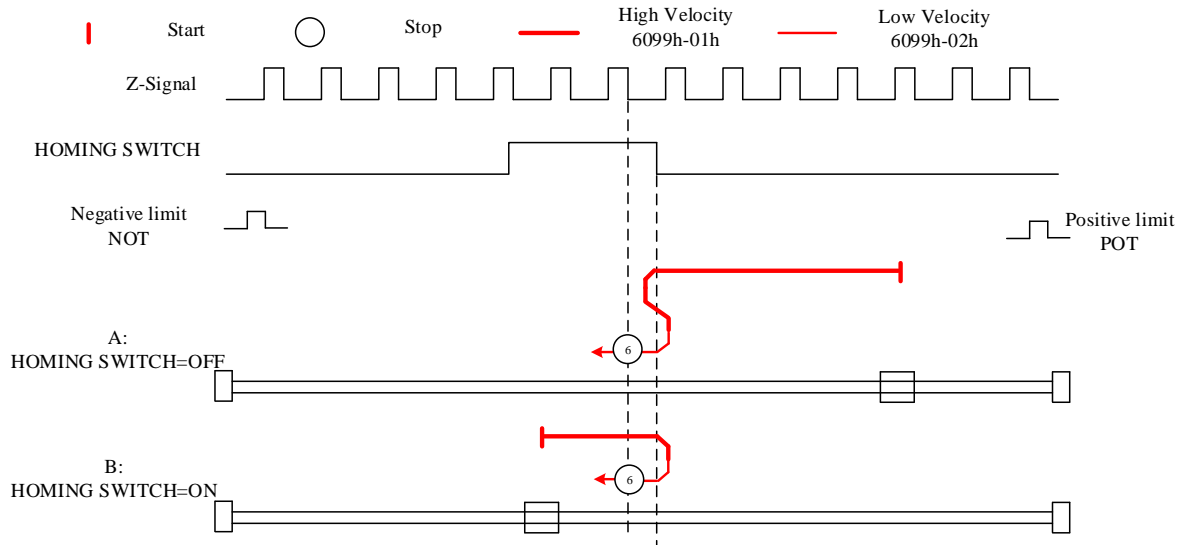 Start
Stop
High Velocity
6099h-01h
Low Velocity
6099h-02h
Z-Signal
HOMING SWITCH
Negative limit
NOT
Positive limit
POT
A:
HOMING SWITCH=OFF
6
B:
HOMING SWITCH=ON
6